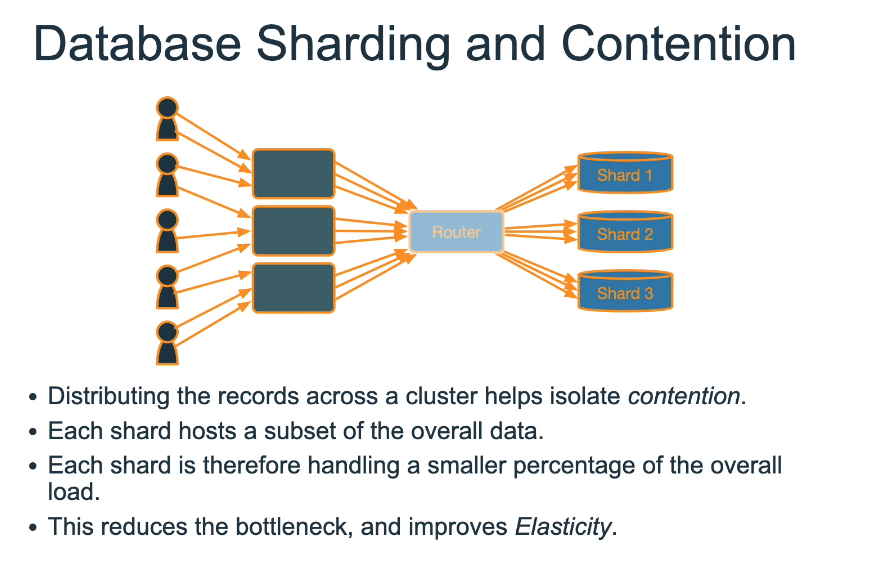 Database Sharding and Contention
Shard 1
Router
Shard 2
Shard 3
• Distributing the records across a cluster helps isolate contention.
• Each shard hosts a subset of the overall data.
• Each shard is therefore handling a smaller percentage of the overall
load.
• This reduces the bottleneck, and improves Elasticity.